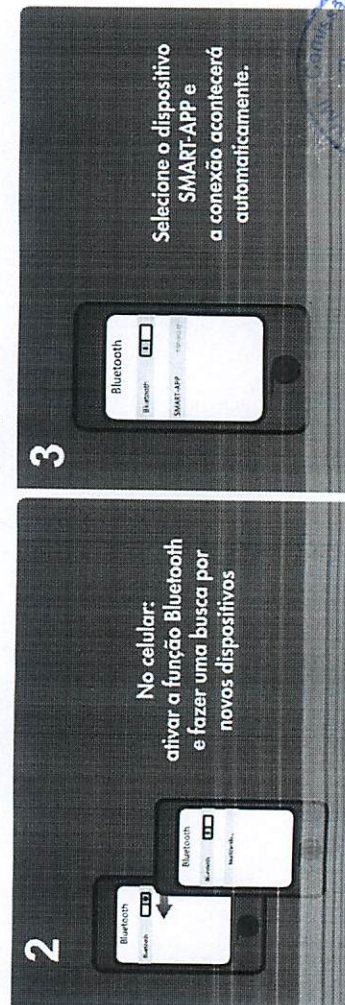 2
No celular:
ativar a função Bluetooth
e fazer uma busca por
novos dispositivos
Bluetooth
Bluetooth
Bluetooth
Bluetooth
3
Selecione o dispositivo
SMART-APP e
a conexão acontecerá
automaticamente.
Bluetooth
Bluetooth
SMART-APP